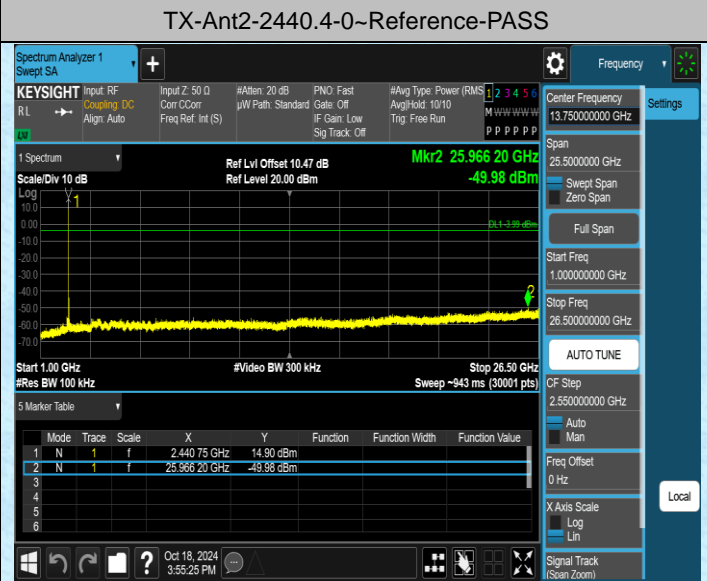 TX-Ant2-2440.4-0~Reference-PASS
Spectrum Analyzer 1
Swept SA
Frequency
KEYSIGHT
RL
Input: RF
Coupling: DC
Align: Auto
Input Z: 50 Ω
Corr CCorr
Freq Ref: Int (S)
#Atten: 20 dB
µW Path: Standard
PNO: Fast
Gate: Off
IF Gain: Low
Sig Track: Off
#Avg Type: Power (RMS
Avg|Hold: 10/10
Trig: Free Run
1 2 3 4 5 6
M W W W W W
P P P P P P
LXI
1 Spectrum
Scale/Div 10 dB
Ref Lvl Offset 10.47 dB
Ref Level 20.00 dBm
Mkr2 25.966 20 GHz
-49.98 dBm
Log
10.0
0.00
-10.0
-20.0
-30.0
-40.0
-50.0
-60.0
-70.0
1
DL1 -3.99 dBm
2
Start 1.00 GHz
#Res BW 100 kHz
#Video BW 300 kHz
Stop 26.50 GHz
Sweep ~943 ms (30001 pts)
5 Marker Table
Mode Trace Scale X Y Function Function Width Function Value
1 N 1 f 2.440 75 GHz 14.90 dBm
2 N 1 f 25.966 20 GHz -49.98 dBm
3
4
5
6
Oct 18, 2024
3:55:25 PM
Center Frequency
13.750000000 GHz
Span
25.5000000 GHz
Swept Span
Zero Span
Full Span
Start Freq
1.000000000 GHz
Stop Freq
26.500000000 GHz
AUTO TUNE
CF Step
2.550000000 GHz
Auto
Man
Freq Offset
0 Hz
X Axis Scale
Log
Lin
Signal Track
(Span Zoom)
Settings
Local